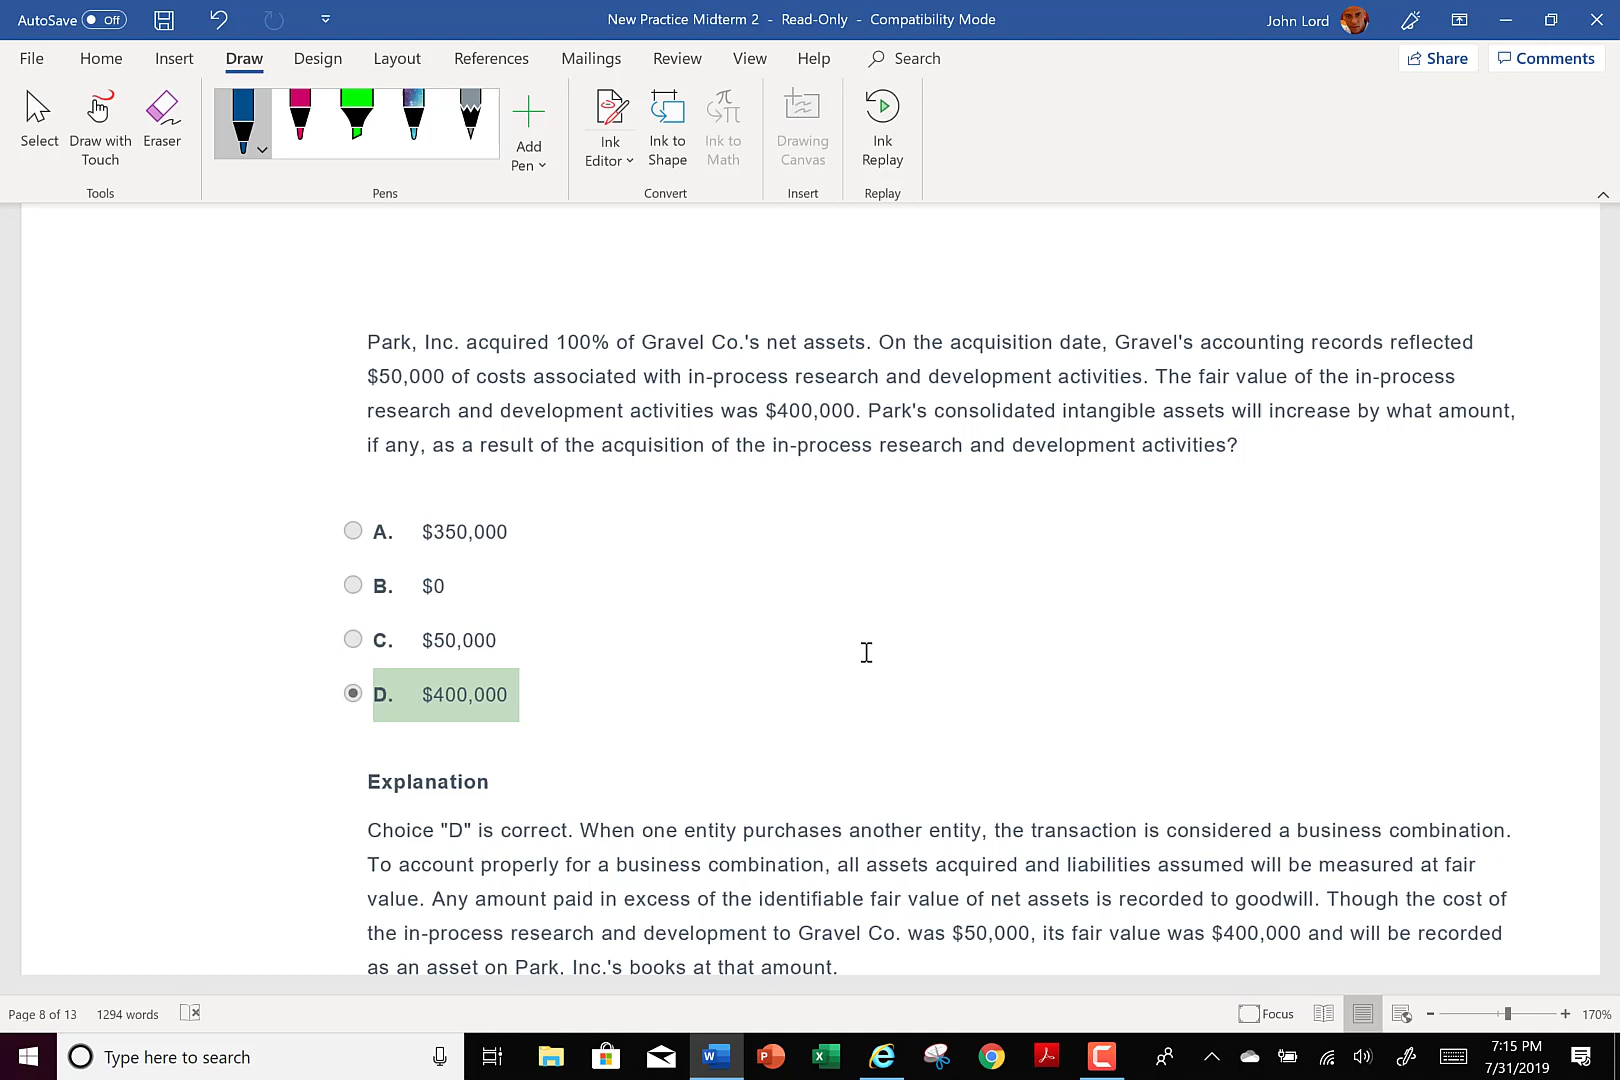 AutoSave Off
New Practice Midterm 2 - Read-Only - Compatibility Mode
John Lord
File Home Insert Draw Design Layout References Mailings Review View Help Search
Share Comments
Select
Draw with Touch
Eraser
Add Pen
Ink Editor
Ink to Shape
Ink to Math
Drawing Canvas
Ink Replay
Tools Pens Convert Insert Replay
Park, Inc. acquired 100% of Gravel Co.'s net assets. On the acquisition date, Gravel's accounting records reflected
$50,000 of costs associated with in-process research and development activities. The fair value of the in-process
research and development activities was $400,000. Park's consolidated intangible assets will increase by what amount,
if any, as a result of the acquisition of the in-process research and development activities?
A. $350,000
B. $0
C. $50,000
D. $400,000
Explanation
Choice "D" is correct. When one entity purchases another entity, the transaction is considered a business combination.
To account properly for a business combination, all assets acquired and liabilities assumed will be measured at fair
value. Any amount paid in excess of the identifiable fair value of net assets is recorded to goodwill. Though the cost of
the in-process research and development to Gravel Co. was $50,000, its fair value was $400,000 and will be recorded
as an asset on Park, Inc.'s books at that amount.
Page 8 of 13 1294 words
Focus
170%
Type here to search
7:15 PM
7/31/2019